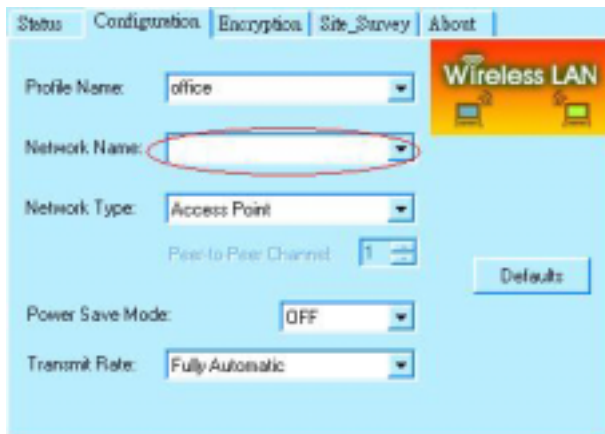 Status Configuration Encryption Site_Survey About
Wireless LAN
Profile Name: office
Network Name:
Network Type: Access Point
Peer-to-Peer Channel 1
Defaults
Power Save Mode: OFF
Transmit Rate: Fully Automatic